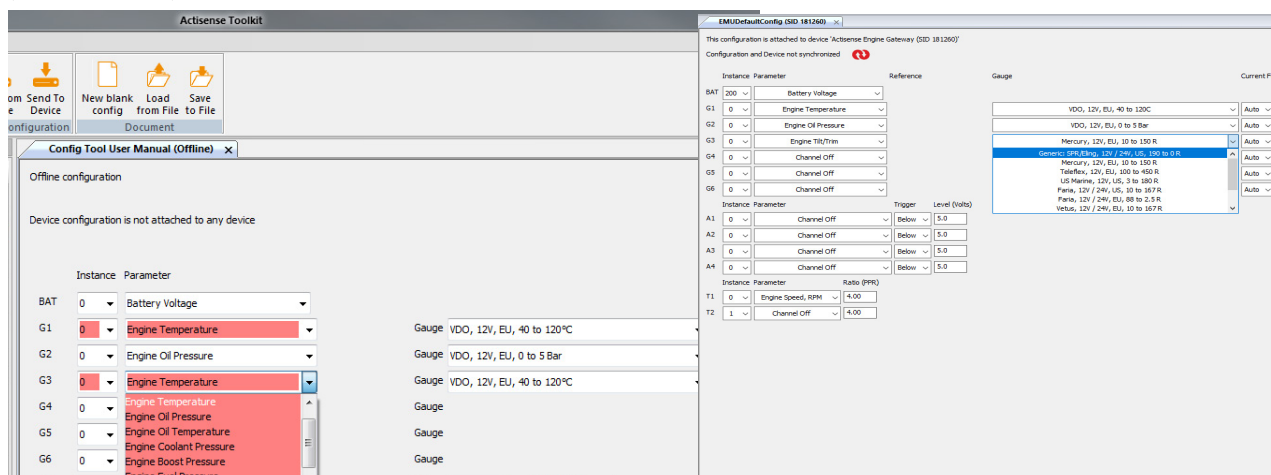 Actisense Toolkit
om Send To
e Device
onfiguration
New blank
config
Load
from File
Save
to File
Document
Config Tool User Manual (Offline) x
Offline configuration
Device configuration is not attached to any device
Instance Parameter
BAT 0 Battery Voltage
G1 0 Engine Temperature Gauge VDO, 12V, EU, 40 to 120°C
G2 0 Engine Oil Pressure Gauge VDO, 12V, EU, 0 to 5 Bar
G3 0 Engine Temperature Gauge VDO, 12V, EU, 40 to 120°C
Engine Temperature
G4 0 Engine Oil Pressure Gauge
Engine Oil Temperature
G5 0 Engine Coolant Pressure Gauge
G6 0 Engine Boost Pressure Gauge
Engine Fuel Pressure
EMUDefaultConfig (SID 181260) x
This configuration is attached to device 'Actisense Engine Gateway (SID 181260)'
Configuration and Device not synchronized
Instance Parameter Reference Gauge Current F
BAT 200 Battery Voltage
G1 0 Engine Temperature VDO, 12V, EU, 40 to 120C Auto
G2 0 Engine Oil Pressure VDO, 12V, EU, 0 to 5 Bar Auto
G3 0 Engine Tilt/Trim Mercury, 12V, EU, 10 to 150 R Auto
G4 0 Channel Off Auto
G5 0 Channel Off Auto
G6 0 Channel Off Auto
Generic: SPR/Eling, 12V / 24V, US, 190 to 0 R
Mercury, 12V, EU, 10 to 150 R
Teleflex, 12V, EU, 100 to 450 R
US Marine, 12V, US, 3 to 180 R
Faria, 12V / 24V, US, 10 to 167 R
Faria, 12V / 24V, EU, 88 to 2.5 R
Vetus, 12V / 24V, EU, 10 to 167 R
Instance Parameter Trigger Level (Volts)
A1 0 Channel Off Below 5.0
A2 0 Channel Off Below 5.0
A3 0 Channel Off Below 5.0
A4 0 Channel Off Below 5.0
Instance Parameter Ratio (PPR)
T1 0 Engine Speed, RPM 4.00
T2 1 Channel Off 4.00